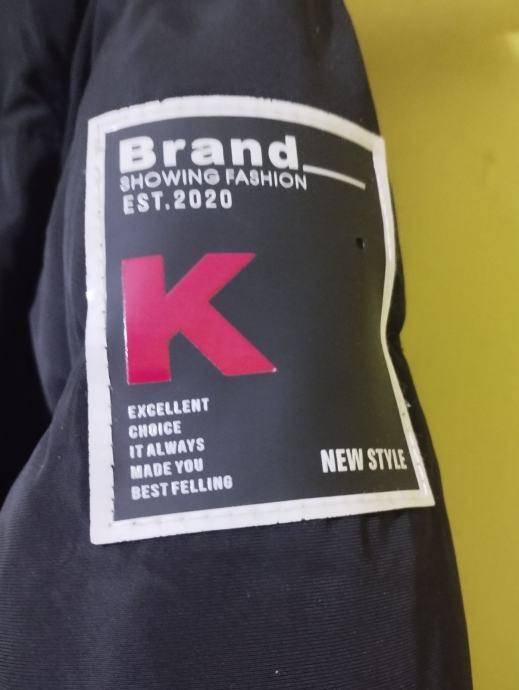 Brand
SHOWING FASHION
EST.2020
K
EXCELLENT
CHOICE
IT ALWAYS
MADE YOU
BEST FELLING
NEW STYLE